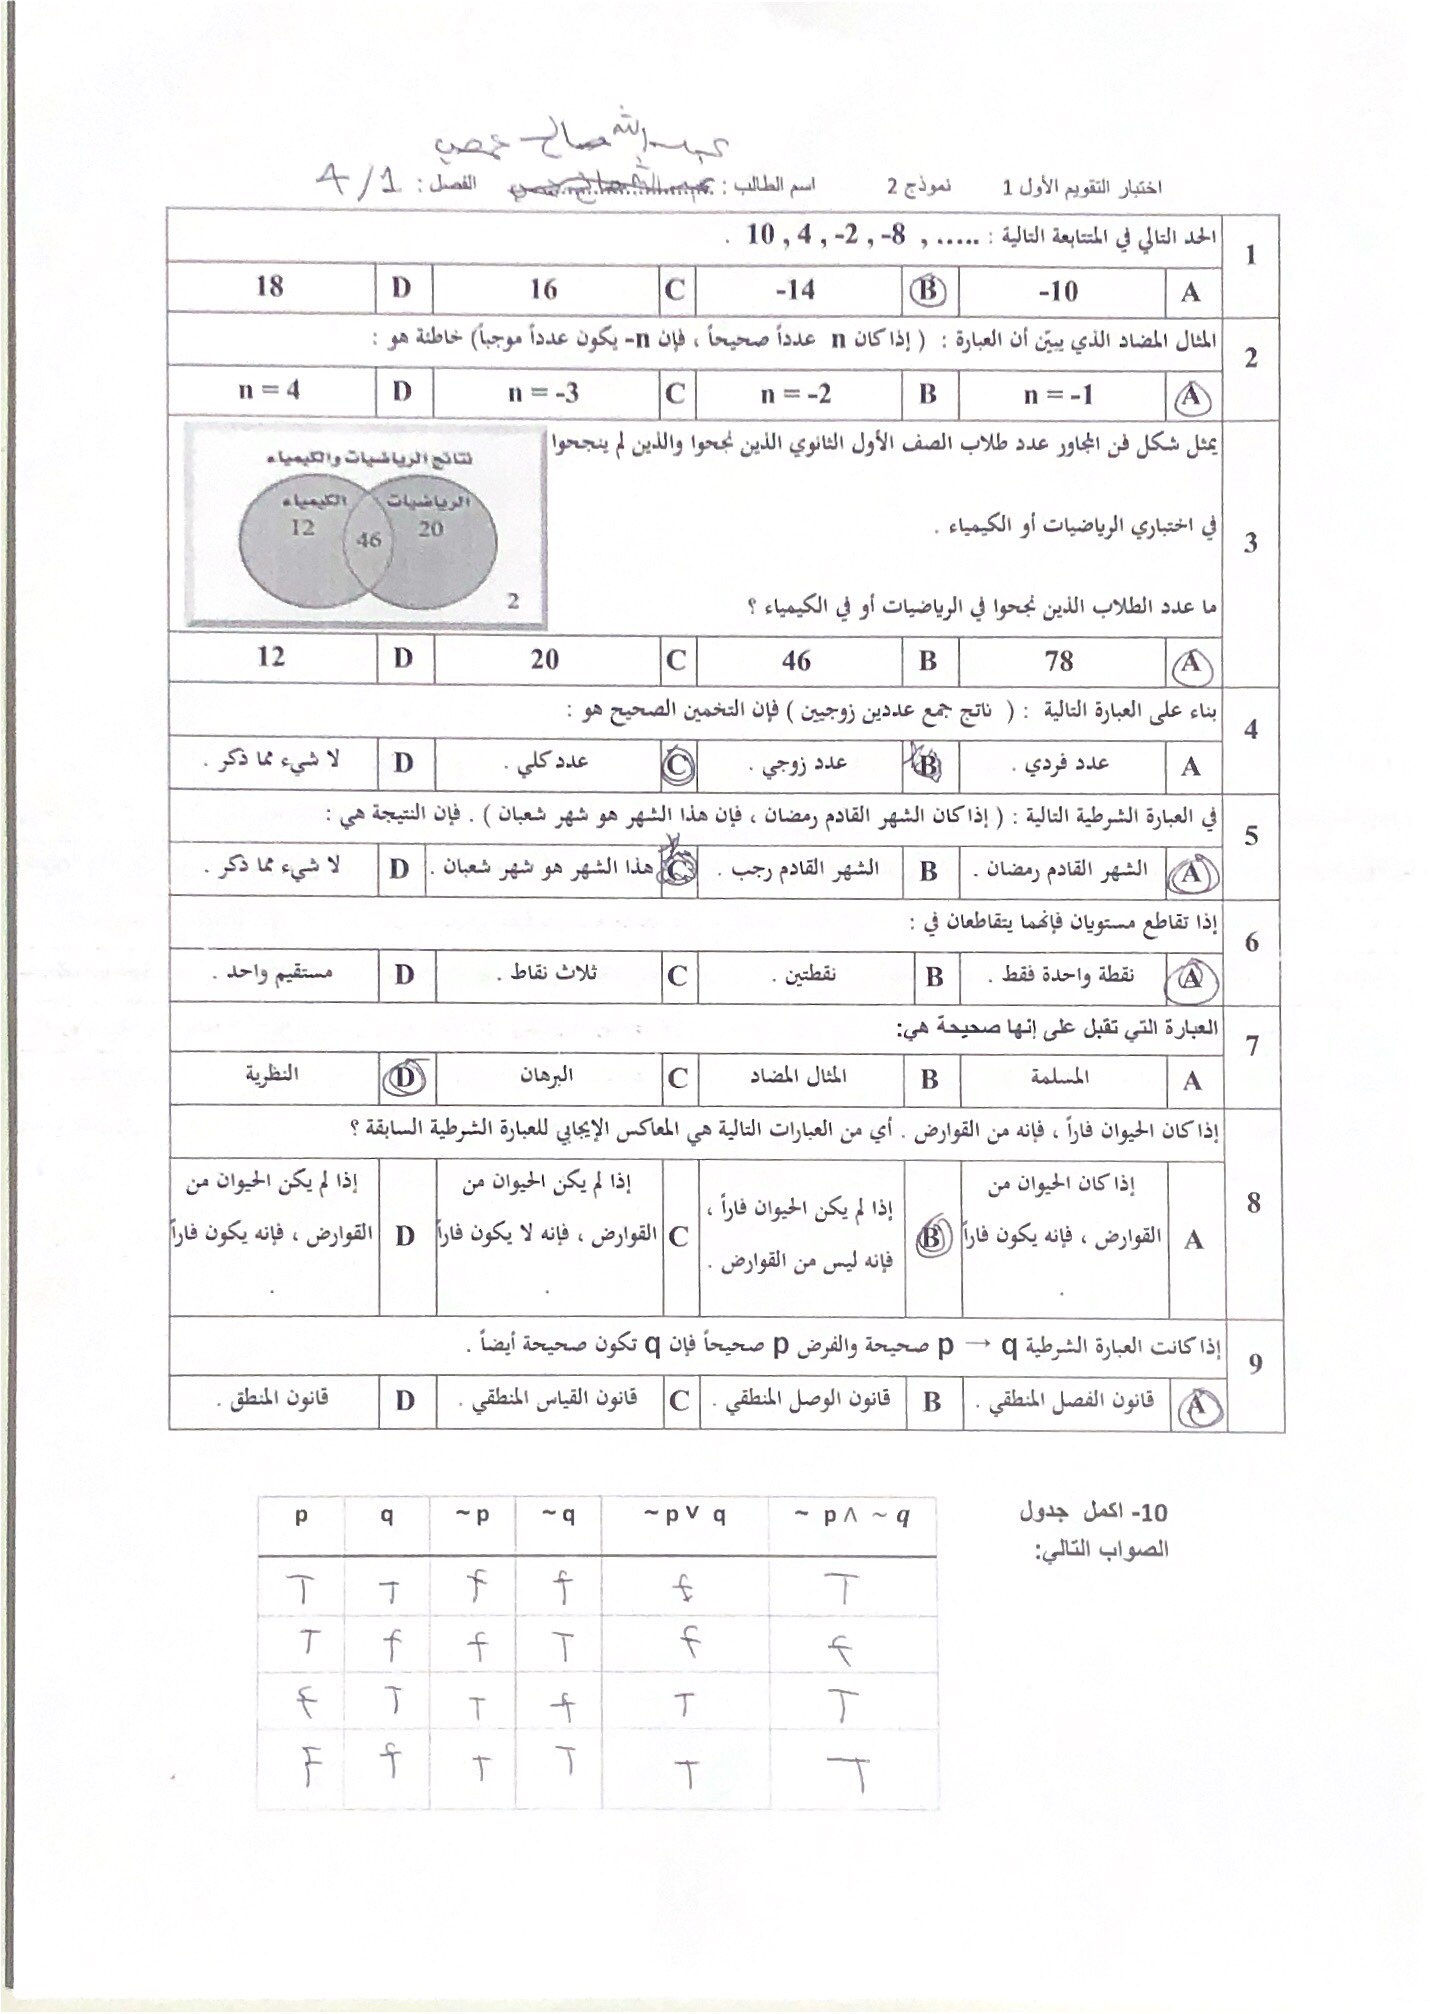 عبدالله صالح حمصي
اختبار التقويم الأول 1 نموذج 2 اسم الطالب : الفصل : 4/1
1 الحد التالي في المتتابعة التالية : 10 , 4 , -2 , -8 , ..... .
A -10 B -14 C 16 D 18
2 المثال المضاد الذي يبيّن أن العبارة : ( إذا كان n عدداً صحيحاً ، فإن -n يكون عدداً موجباً) خاطئة هو :
A n = -1 B n = -2 C n = -3 D n = 4
3 يمثل شكل فن المجاور عدد طلاب الصف الأول الثانوي الذين نجحوا والذين لم ينجحوا
في اختباري الرياضيات أو الكيمياء .
ما عدد الطلاب الذين نجحوا في الرياضيات أو في الكيمياء ؟
نتائج الرياضيات والكيمياء
الرياضيات الكيمياء
20 46 12
2
A 78 B 46 C 20 D 12
4 بناء على العبارة التالية : ( ناتج جمع عددين زوجيين ) فإن التخمين الصحيح هو :
A عدد فردي . B عدد زوجي . C عدد كلي . D لا شيء مما ذكر .
5 في العبارة الشرطية التالية : ( إذا كان الشهر القادم رمضان ، فإن هذا الشهر هو شهر شعبان ) . فإن النتيجة هي :
A الشهر القادم رمضان . B الشهر القادم رجب . C هذا الشهر هو شهر شعبان . D لا شيء مما ذكر .
6 إذا تقاطع مستويان فإنهما يتقاطعان في :
A نقطة واحدة فقط . B نقطتين . C ثلاث نقاط . D مستقيم واحد .
7 العبارة التي تقبل على إنها صحيحة هي:
A المسلمة B المثال المضاد C البرهان D النظرية
8 إذا كان الحيوان فاراً ، فإنه من القوارض . أي من العبارات التالية هي المعاكس الإيجابي للعبارة الشرطية السابقة ؟
A إذا كان الحيوان من القوارض ، فإنه يكون فاراً . B إذا لم يكن الحيوان فاراً ، فإنه ليس من القوارض . C إذا لم يكن الحيوان من القوارض ، فإنه لا يكون فاراً . D إذا لم يكن الحيوان من القوارض ، فإنه يكون فاراً .
9 إذا كانت العبارة الشرطية p → q صحيحة والفرض p صحيحاً فإن q تكون صحيحة أيضاً .
A قانون الفصل المنطقي . B قانون الوصل المنطقي . C قانون القياس المنطقي . D قانون المنطق .
10- اكمل جدول
الصواب التالي:
p q ~p ~q ~p∨ q ~ p∧ ~q
T T f f f T
T f f T f f
f T T f T T
F f T T T T